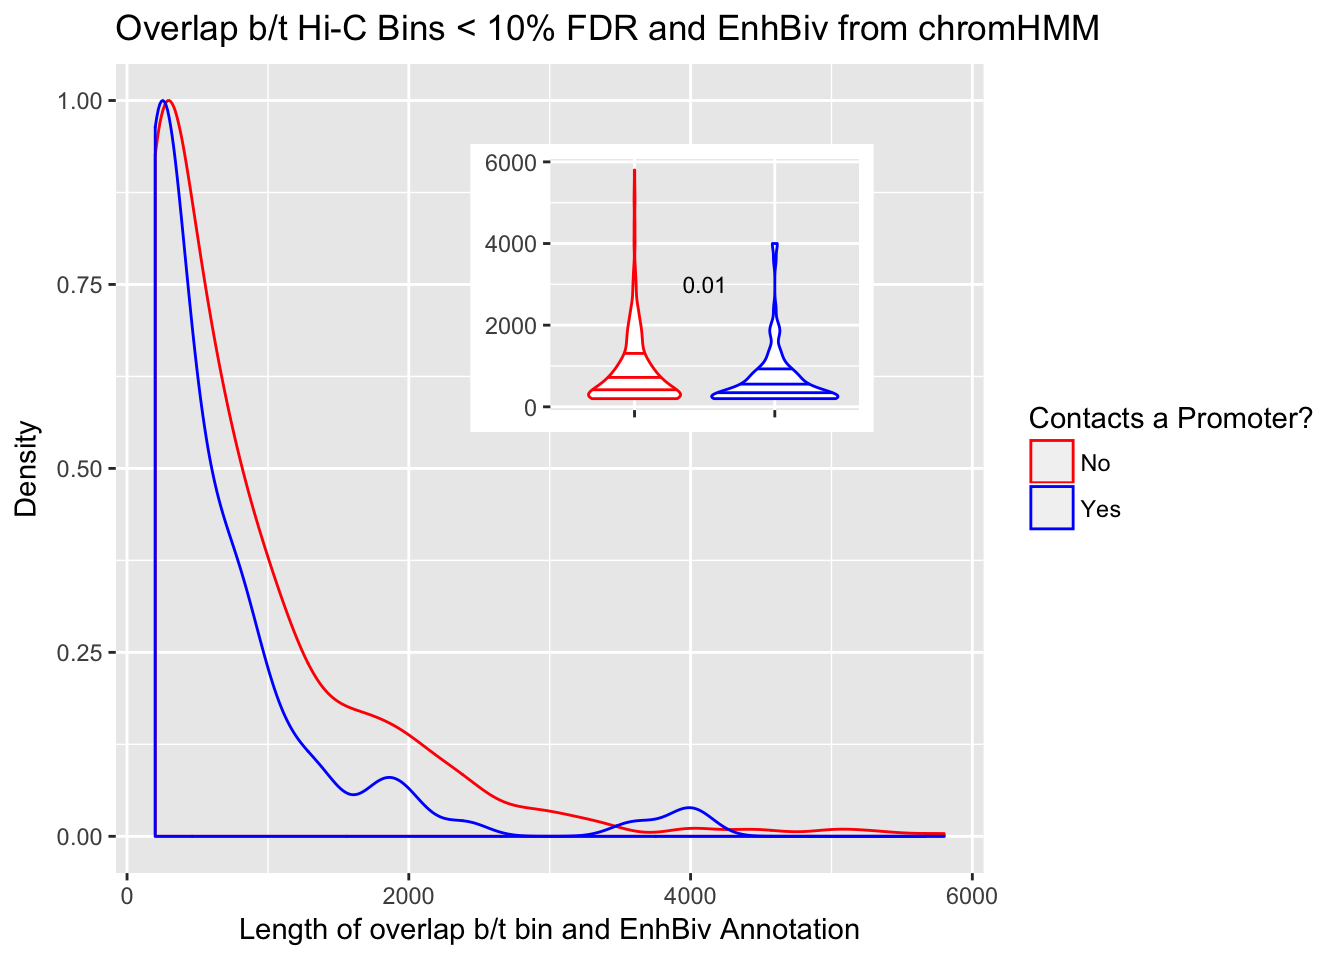 Overlap b/t Hi-C Bins < 10% FDR and EnhBiv from chromHMM
1.00
0.75
0.50
0.25
0.00
Density
6000
4000
2000
0
0.01
Contacts a Promoter?
No
Yes
0
2000
4000
6000
Length of overlap b/t bin and EnhBiv Annotation